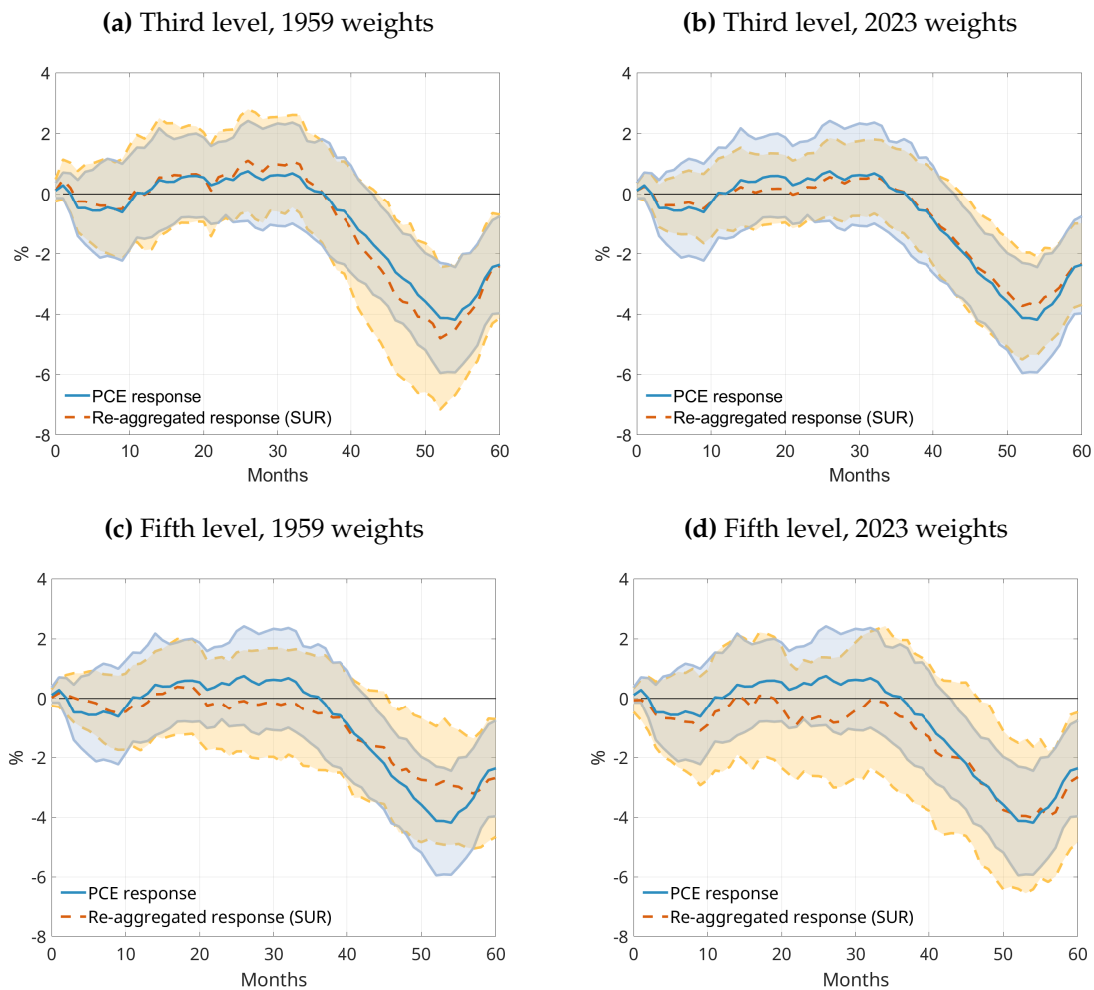 (a) Third level, 1959 weights
4
2
0
-2
-4
-6
-8
%
PCE response
Re-aggregated response (SUR)
0 10 20 30 40 50 60
Months
(b) Third level, 2023 weights
4
2
0
-2
-4
-6
-8
%
PCE response
Re-aggregated response (SUR)
0 10 20 30 40 50 60
Months
(c) Fifth level, 1959 weights
4
2
0
-2
-4
-6
-8
%
PCE response
Re-aggregated response (SUR)
0 10 20 30 40 50 60
Months
(d) Fifth level, 2023 weights
4
2
0
-2
-4
-6
-8
%
PCE response
Re-aggregated response (SUR)
0 10 20 30 40 50 60
Months